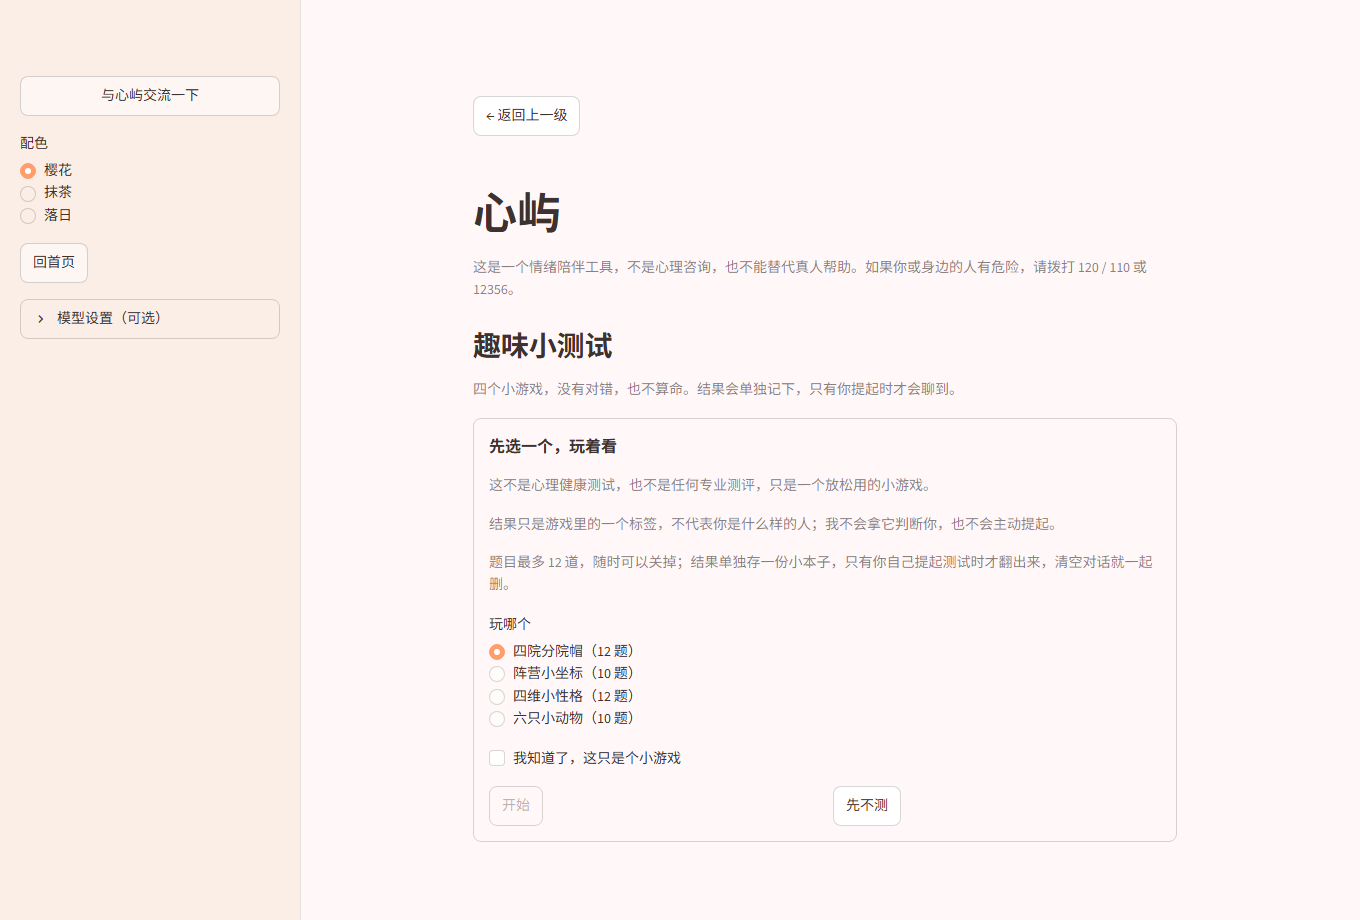 与心屿交流一下
配色
樱花
抹茶
落日
回首页
模型设置（可选）
← 返回上一级
心屿
这是一个情绪陪伴工具，不是心理咨询，也不能替代真人帮助。如果你或身边的人有危险，请拨打 120 / 110 或
12356。
趣味小测试
四个小游戏，没有对错，也不算命。结果会单独记下，只有你提起时才会聊到。
先选一个，玩着看
这不是心理健康测试，也不是任何专业测评，只是一个放松用的小游戏。
结果只是游戏里的一个标签，不代表你是什么样的人；我不会拿它判断你，也不会主动提起。
题目最多 12 道，随时可以关掉；结果单独存一份小本子，只有你自己提起测试时才翻出来，清空对话就一起
删。
玩哪个
四院分院帽（12 题）
阵营小坐标（10 题）
四维小性格（12 题）
六只小动物（10 题）
我知道了，这只是个小游戏
开始
先不测